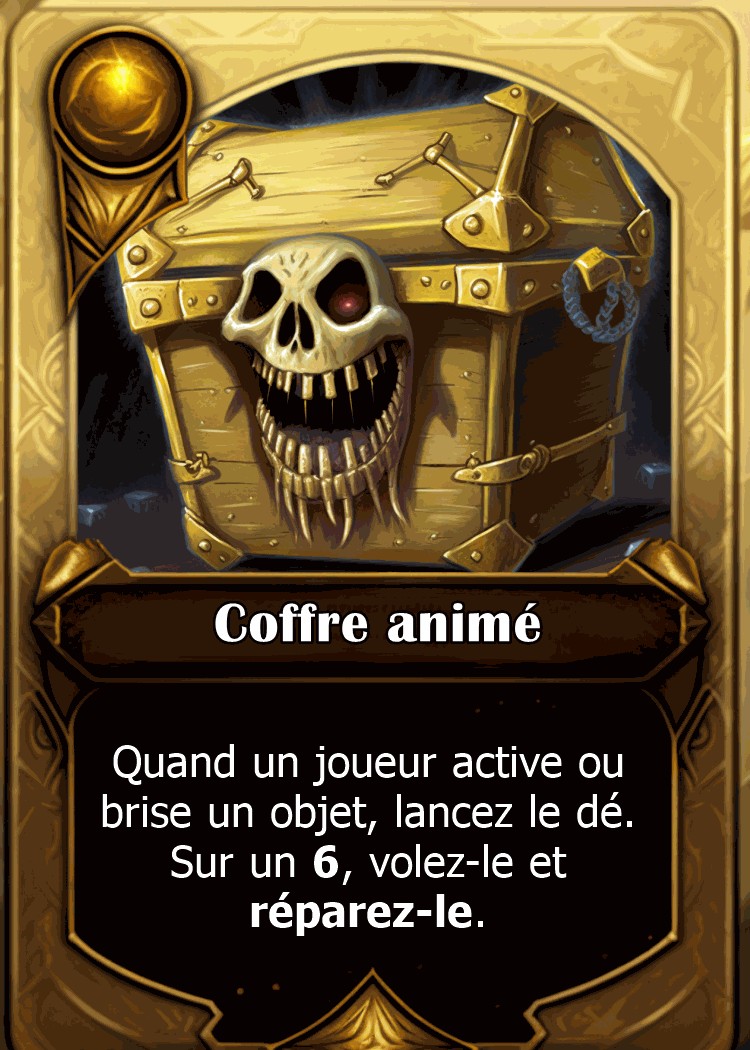 Coffre animé
Quand un joueur active ou
brise un objet, lancez le dé.
Sur un 6, volez-le et
réparez-le.